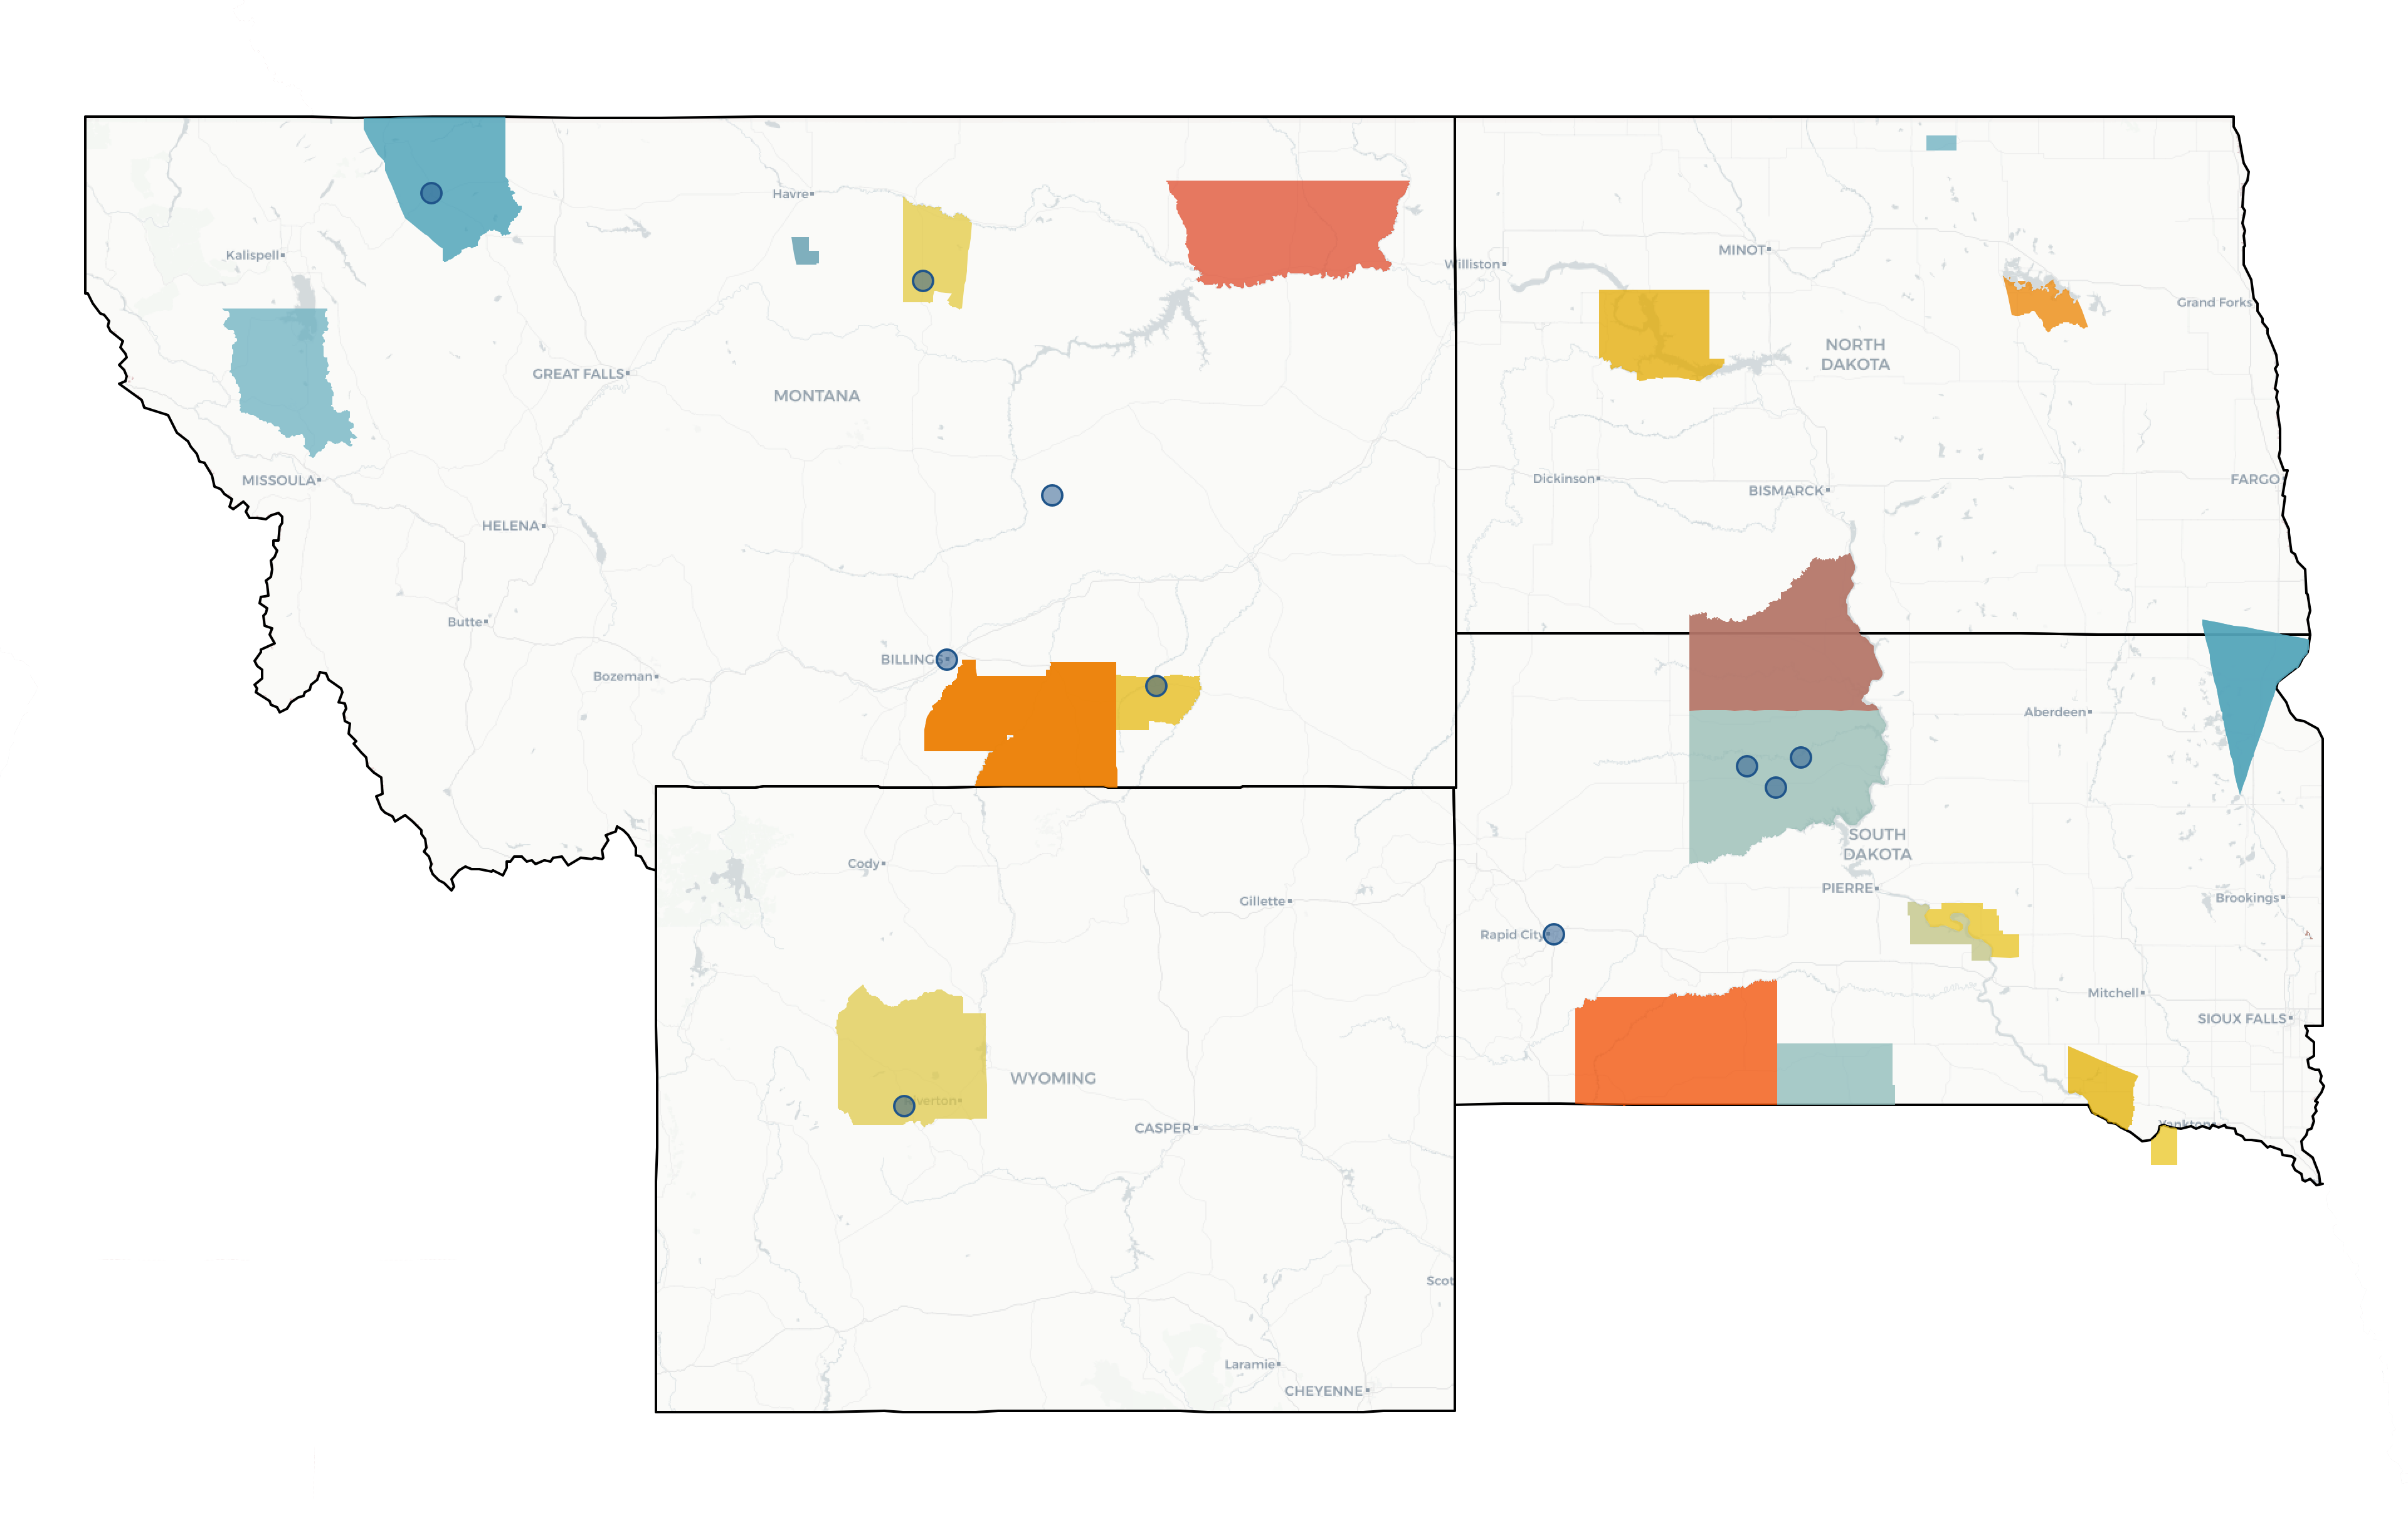 Havre
Kalispell
GREAT FALLS
MONTANA
MISSOULA
HELENA
Butte
Bozeman
BILLINGS
Williston
MINOT
Grand Forks
NORTH
DAKOTA
Dickinson
BISMARCK
FARGO
Aberdeen
SOUTH
DAKOTA
PIERRE
Brookings
Rapid City
Mitchell
SIOUX FALLS
Yankton
Cody
Gillette
WYOMING
CASPER
Scot
Laramie
CHEYENNE